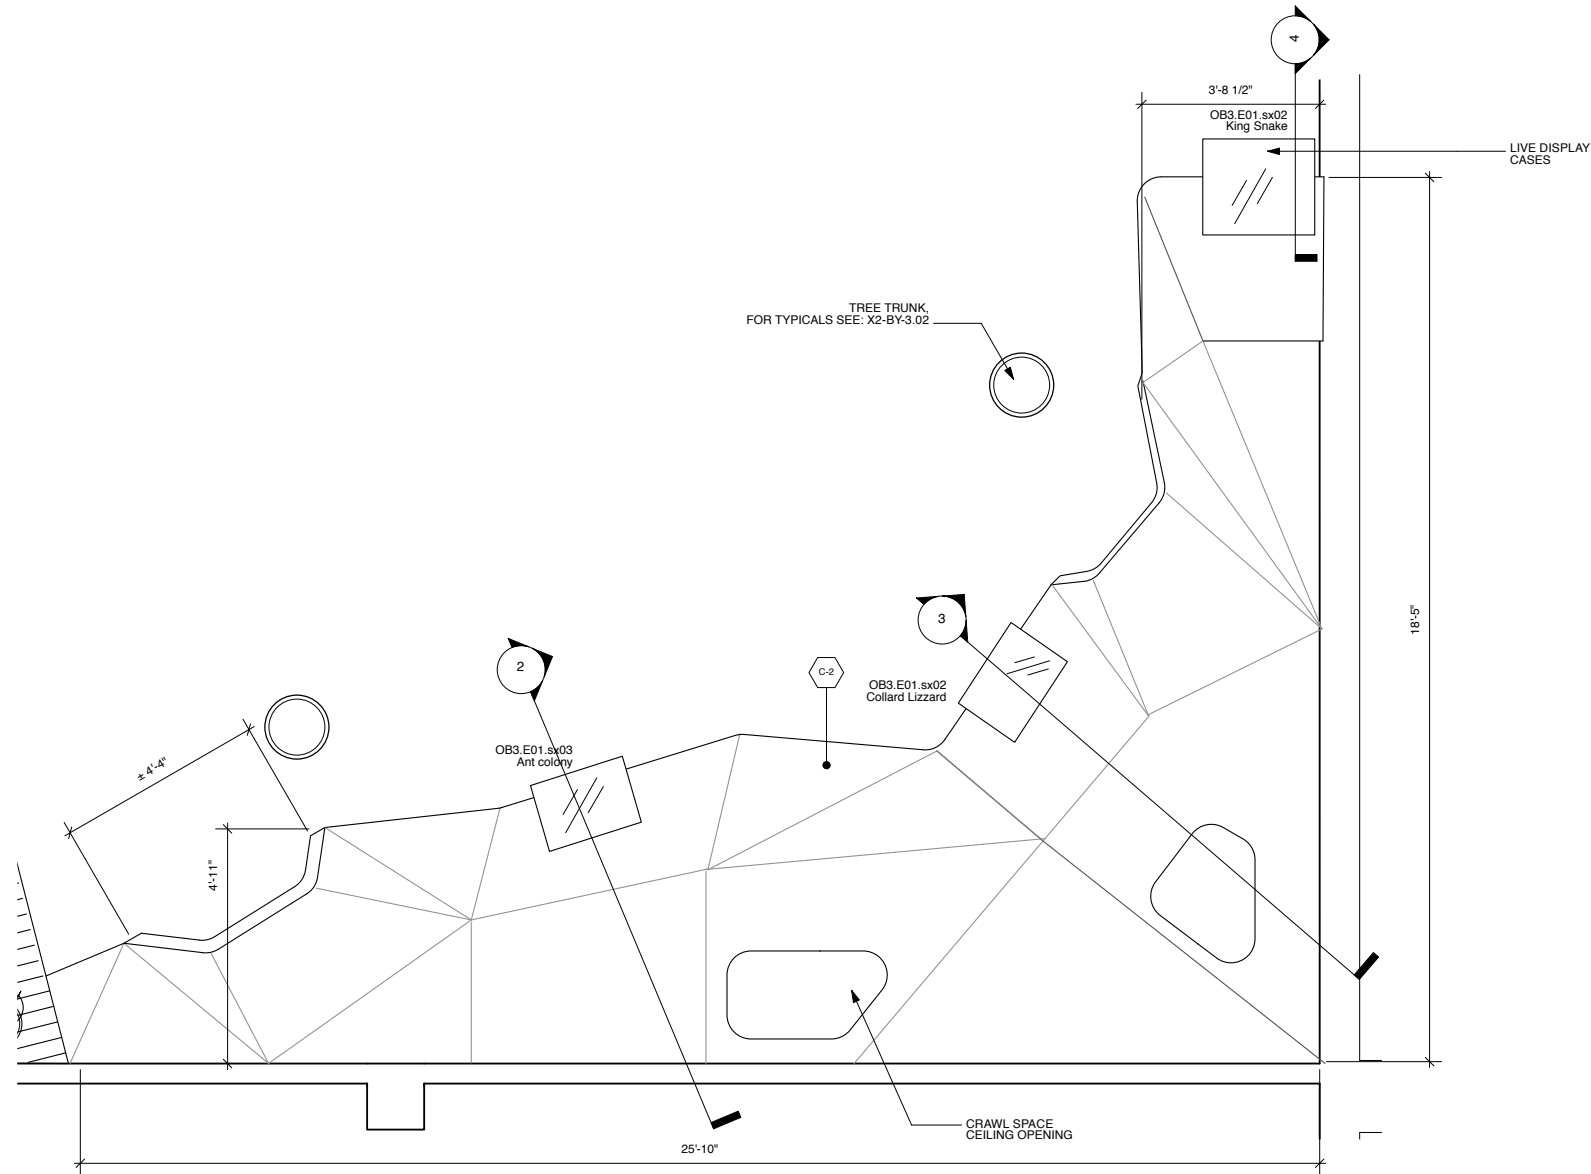 4
3'-8 1/2"
OB3.E01.sx02
King Snake
LIVE DISPLAY
CASES
TREE TRUNK,
FOR TYPICALS SEE: X2-BY-3.02
18'-5"
3
2
C-2
OB3.E01.sx02
Collard Lizzard
OB3.E01.sx03
Ant colony
± 4'-4"
4'-11"
CRAWL SPACE
CEILING OPENING
25'-10"